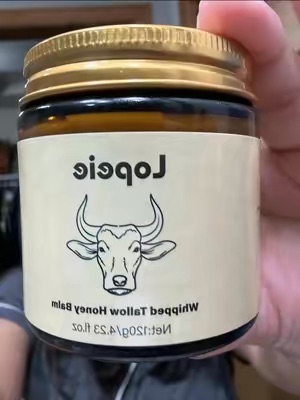 Lopeie
Whipped Tallow Honey Balm
Net:120g/4.23 fl.oz